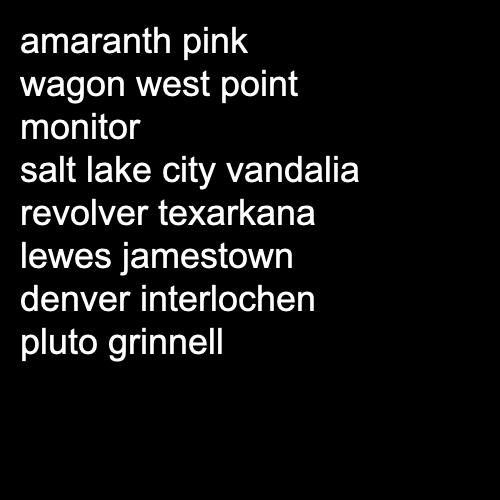 amaranth pink
wagon west point
monitor
salt lake city vandalia
revolver texarkana
lewes jamestown
denver interlochen
pluto grinnell